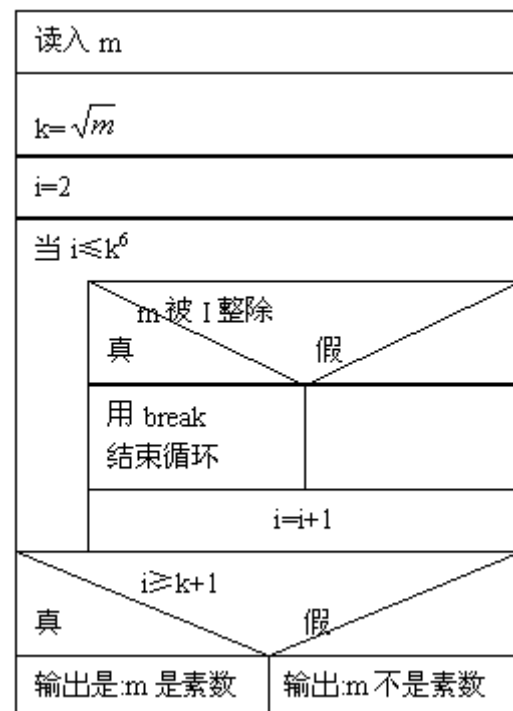 读入 m
k=√m
i=2
当 i≤k⁶
m 被 I 整除
真 假
用 break
结束循环
i=i+1
i≥k+1
真 假
输出是:m 是素数 输出:m 不是素数